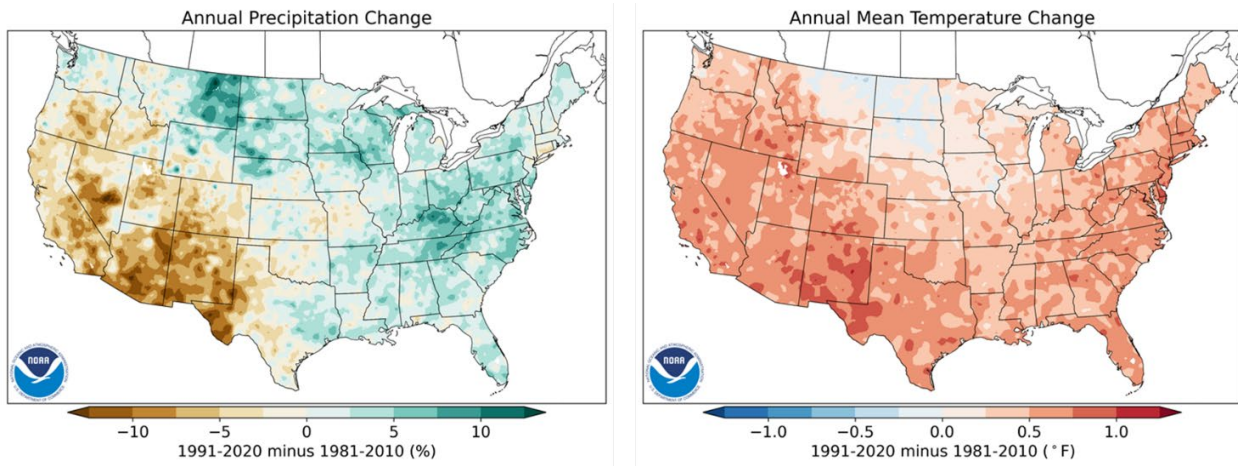 Annual Precipitation Change
NOAA
−10 −5 0 5 10
1991-2020 minus 1981-2010 (%)
Annual Mean Temperature Change
NOAA
−1.0 −0.5 0.0 0.5 1.0
1991-2020 minus 1981-2010 (°F)